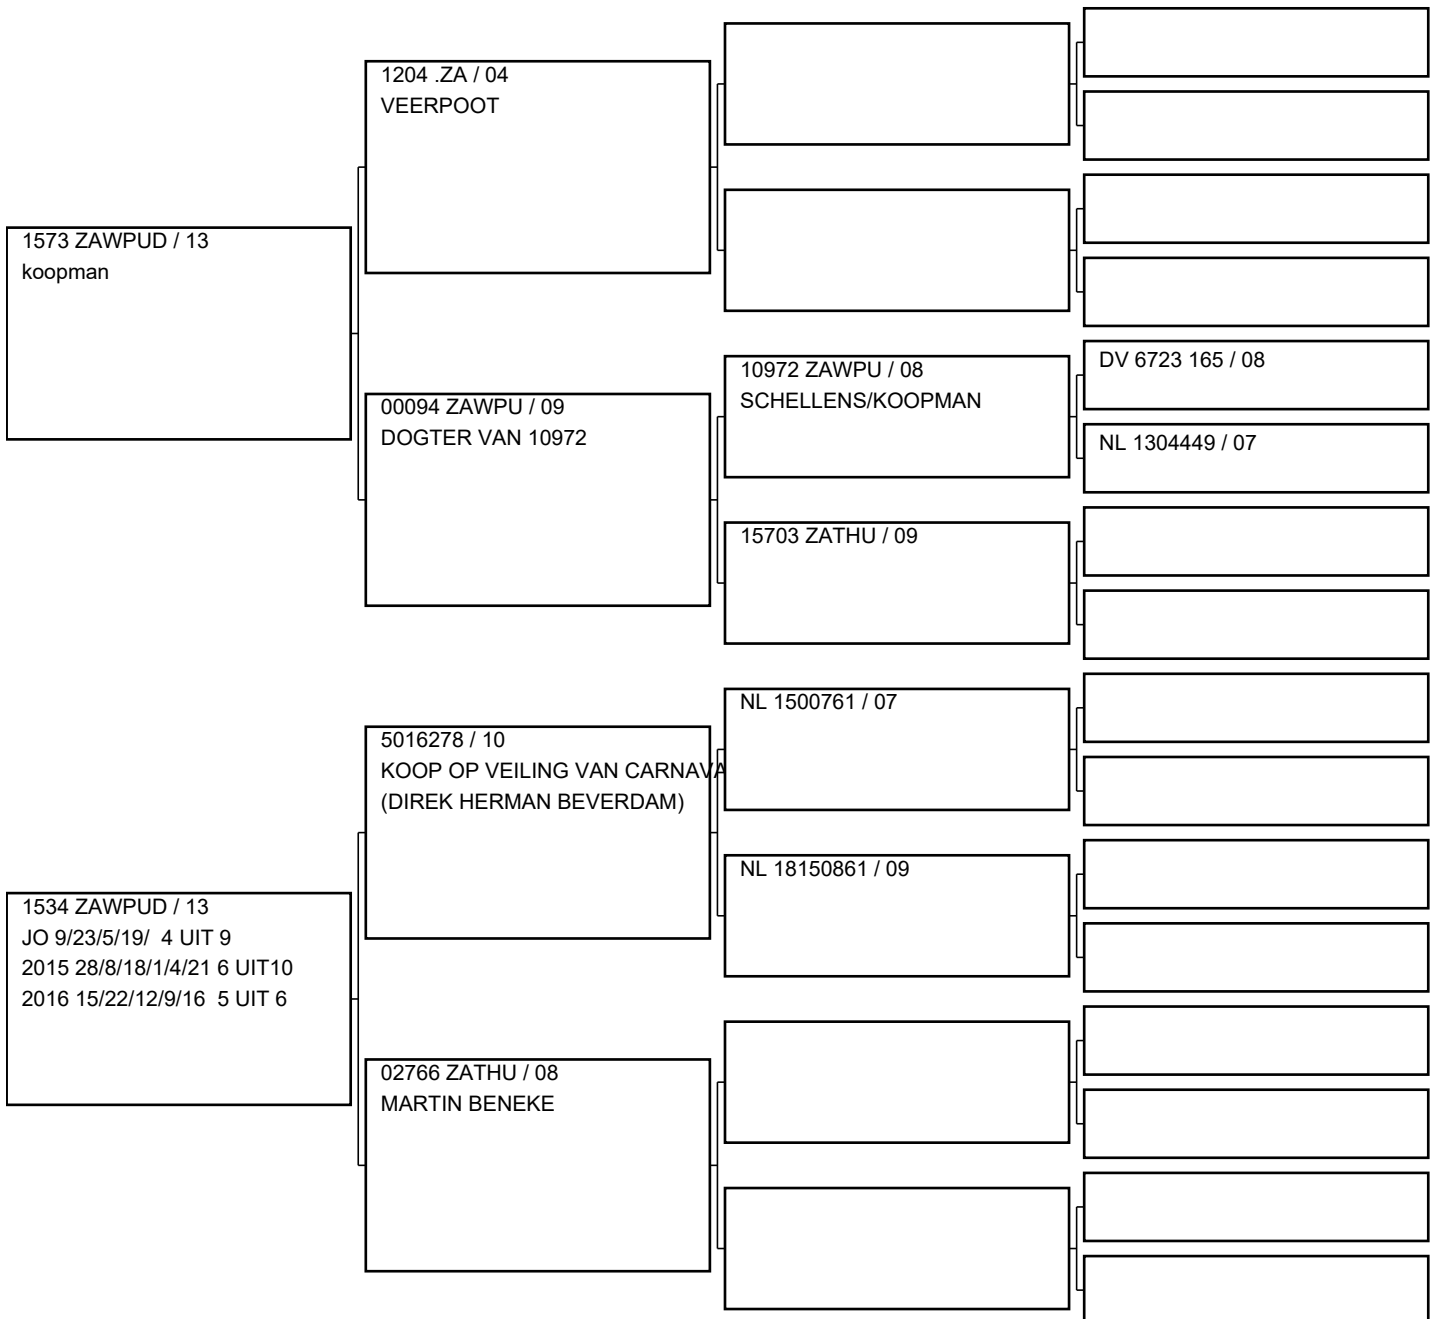 1573 ZAWPUD / 13
koopman
1204 .ZA / 04
VEERPOOT
00094 ZAWPU / 09
DOGTER VAN 10972
10972 ZAWPU / 08
SCHELLENS/KOOPMAN
DV 6723 165 / 08
NL 1304449 / 07
15703 ZATHU / 09
1534 ZAWPUD / 13
JO 9/23/5/19/  4 UIT 9
2015 28/8/18/1/4/21 6 UIT10
2016 15/22/12/9/16  5 UIT 6
5016278 / 10
KOOP OP VEILING VAN CARNAVA
(DIREK HERMAN BEVERDAM)
NL 1500761 / 07
NL 18150861 / 09
02766 ZATHU / 08
MARTIN BENEKE